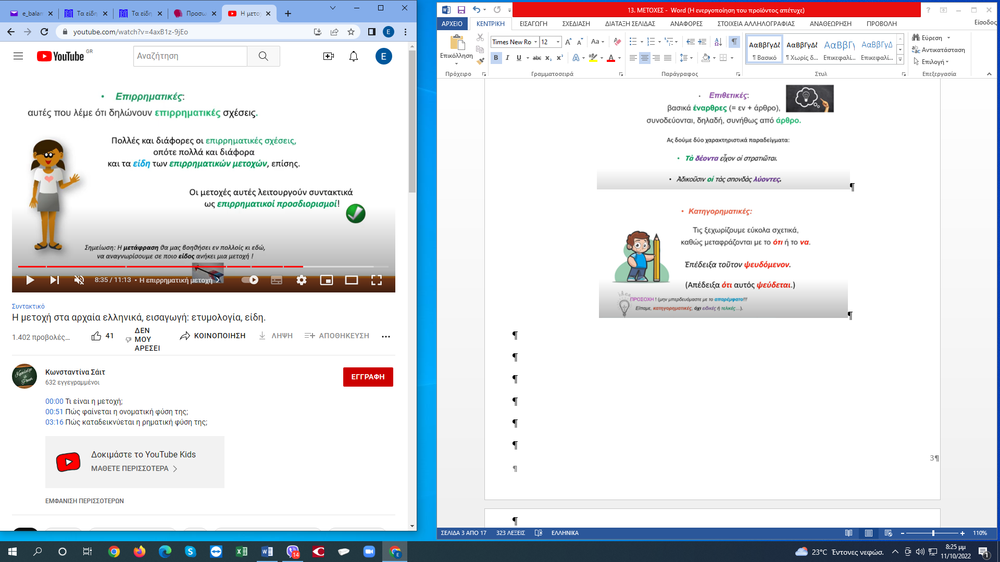 e_balam
Τα είδη
Τα είδη
Προσω
Η μετοχ
youtube.com/watch?v=4axB1z-9jEo
E
YouTube GR
Αναζήτηση
E
• Επιρρηματικές:
αυτές που λέμε ότι δηλώνουν επιρρηματικές σχέσεις.
Πολλές και διάφορες οι επιρρηματικές σχέσεις,
οπότε πολλά και διάφορα
και τα είδη των επιρρηματικών μετοχών, επίσης.
Οι μετοχές αυτές λειτουργούν συντακτικά
ως επιρρηματικοί προσδιορισμοί!
Σημείωση: Η μετάφραση θα μας βοηθήσει εν πολλοίς κι εδώ,
να αναγνωρίσουμε σε ποιο είδος ανήκει μια μετοχή !
8:35 / 11:13 • Η επιρρηματική μετοχή
Συντακτικό
Η μετοχή στα αρχαία ελληνικά, εισαγωγή: ετυμολογία, είδη.
1.402 προβολές...
41
ΔΕΝ ΜΟΥ ΑΡΕΣΕΙ
ΚΟΙΝΟΠΟΙΗΣΗ
ΛΗΨΗ
ΑΠΟΘΗΚΕΥΣΗ
Knowledge is Power
Κωνσταντίνα Σάιτ
632 εγγεγραμμένοι
ΕΓΓΡΑΦΗ
00:00 Τι είναι η μετοχή;
00:51 Πώς φαίνεται η ονοματική φύση της;
03:16 Πώς καταδεικνύεται η ρηματική φύση της;
Δοκιμάστε το YouTube Kids
ΜΑΘΕΤΕ ΠΕΡΙΣΣΟΤΕΡΑ
ΕΜΦΑΝΙΣΗ ΠΕΡΙΣΣΟΤΕΡΩΝ
13. ΜΕΤΟΧΕΣ - Word (Η ενεργοποίηση του προϊόντος απέτυχε)
ΑΡΧΕΙΟ ΚΕΝΤΡΙΚΗ ΕΙΣΑΓΩΓΗ ΣΧΕΔΙΑΣΗ ΔΙΑΤΑΞΗ ΣΕΛΙΔΑΣ ΑΝΑΦΟΡΕΣ ΣΤΟΙΧΕΙΑ ΑΛΛΗΛΟΓΡΑΦΙΑΣ ΑΝΑΘΕΩΡΗΣΗ ΠΡΟΒΟΛΗ Είσοδος
Επικόλληση
Times New Ro 12
ΑαΒβΓγΔδ ΑαΒβΓγΔδ ΑαΒβΓγ ΑαΒβΓγΔ
¶ Βασικό ¶ Χωρίς δ... Επικεφαλί... Επικεφαλί...
Εύρεση
Αντικατάσταση
Επιλογή
Πρόχειρο Γραμματοσειρά Παράγραφος Στυλ Επεξεργασία
• Επιθετικές:
βασικά έναρθρες (= εν + άρθρο),
συνοδεύονται, δηλαδή, συνήθως από άρθρο.
Ας δούμε δύο χαρακτηριστικά παραδείγματα:
• Τὰ δέοντα εἶχον οἱ στρατιῶται.
• Ἀδικοῦσιν οἱ τὰς σπονδὰς λύοντες.
• Κατηγορηματικές:
Τις ξεχωρίζουμε εύκολα σχετικά,
καθώς μεταφράζονται με το ότι ή το να.
Ἐπέδειξα τοῦτον ψευδόμενον.
(Απέδειξα ότι αυτός ψεύδεται.)
idea
ΠΡΟΣΟΧΗ ! (μην μπερδευόμαστε με το απαρέμφατο!!!
Είπαμε, κατηγορηματικές, όχι ειδικές ή τελικές...).
3¶
ΣΕΛΙΔΑ 3 ΑΠΟ 17 323 ΛΕΞΕΙΣ ΕΛΛΗΝΙΚΑ 110%
14
E
23°C Έντονες νεφώσ.
8:25 μμ
11/10/2022
1